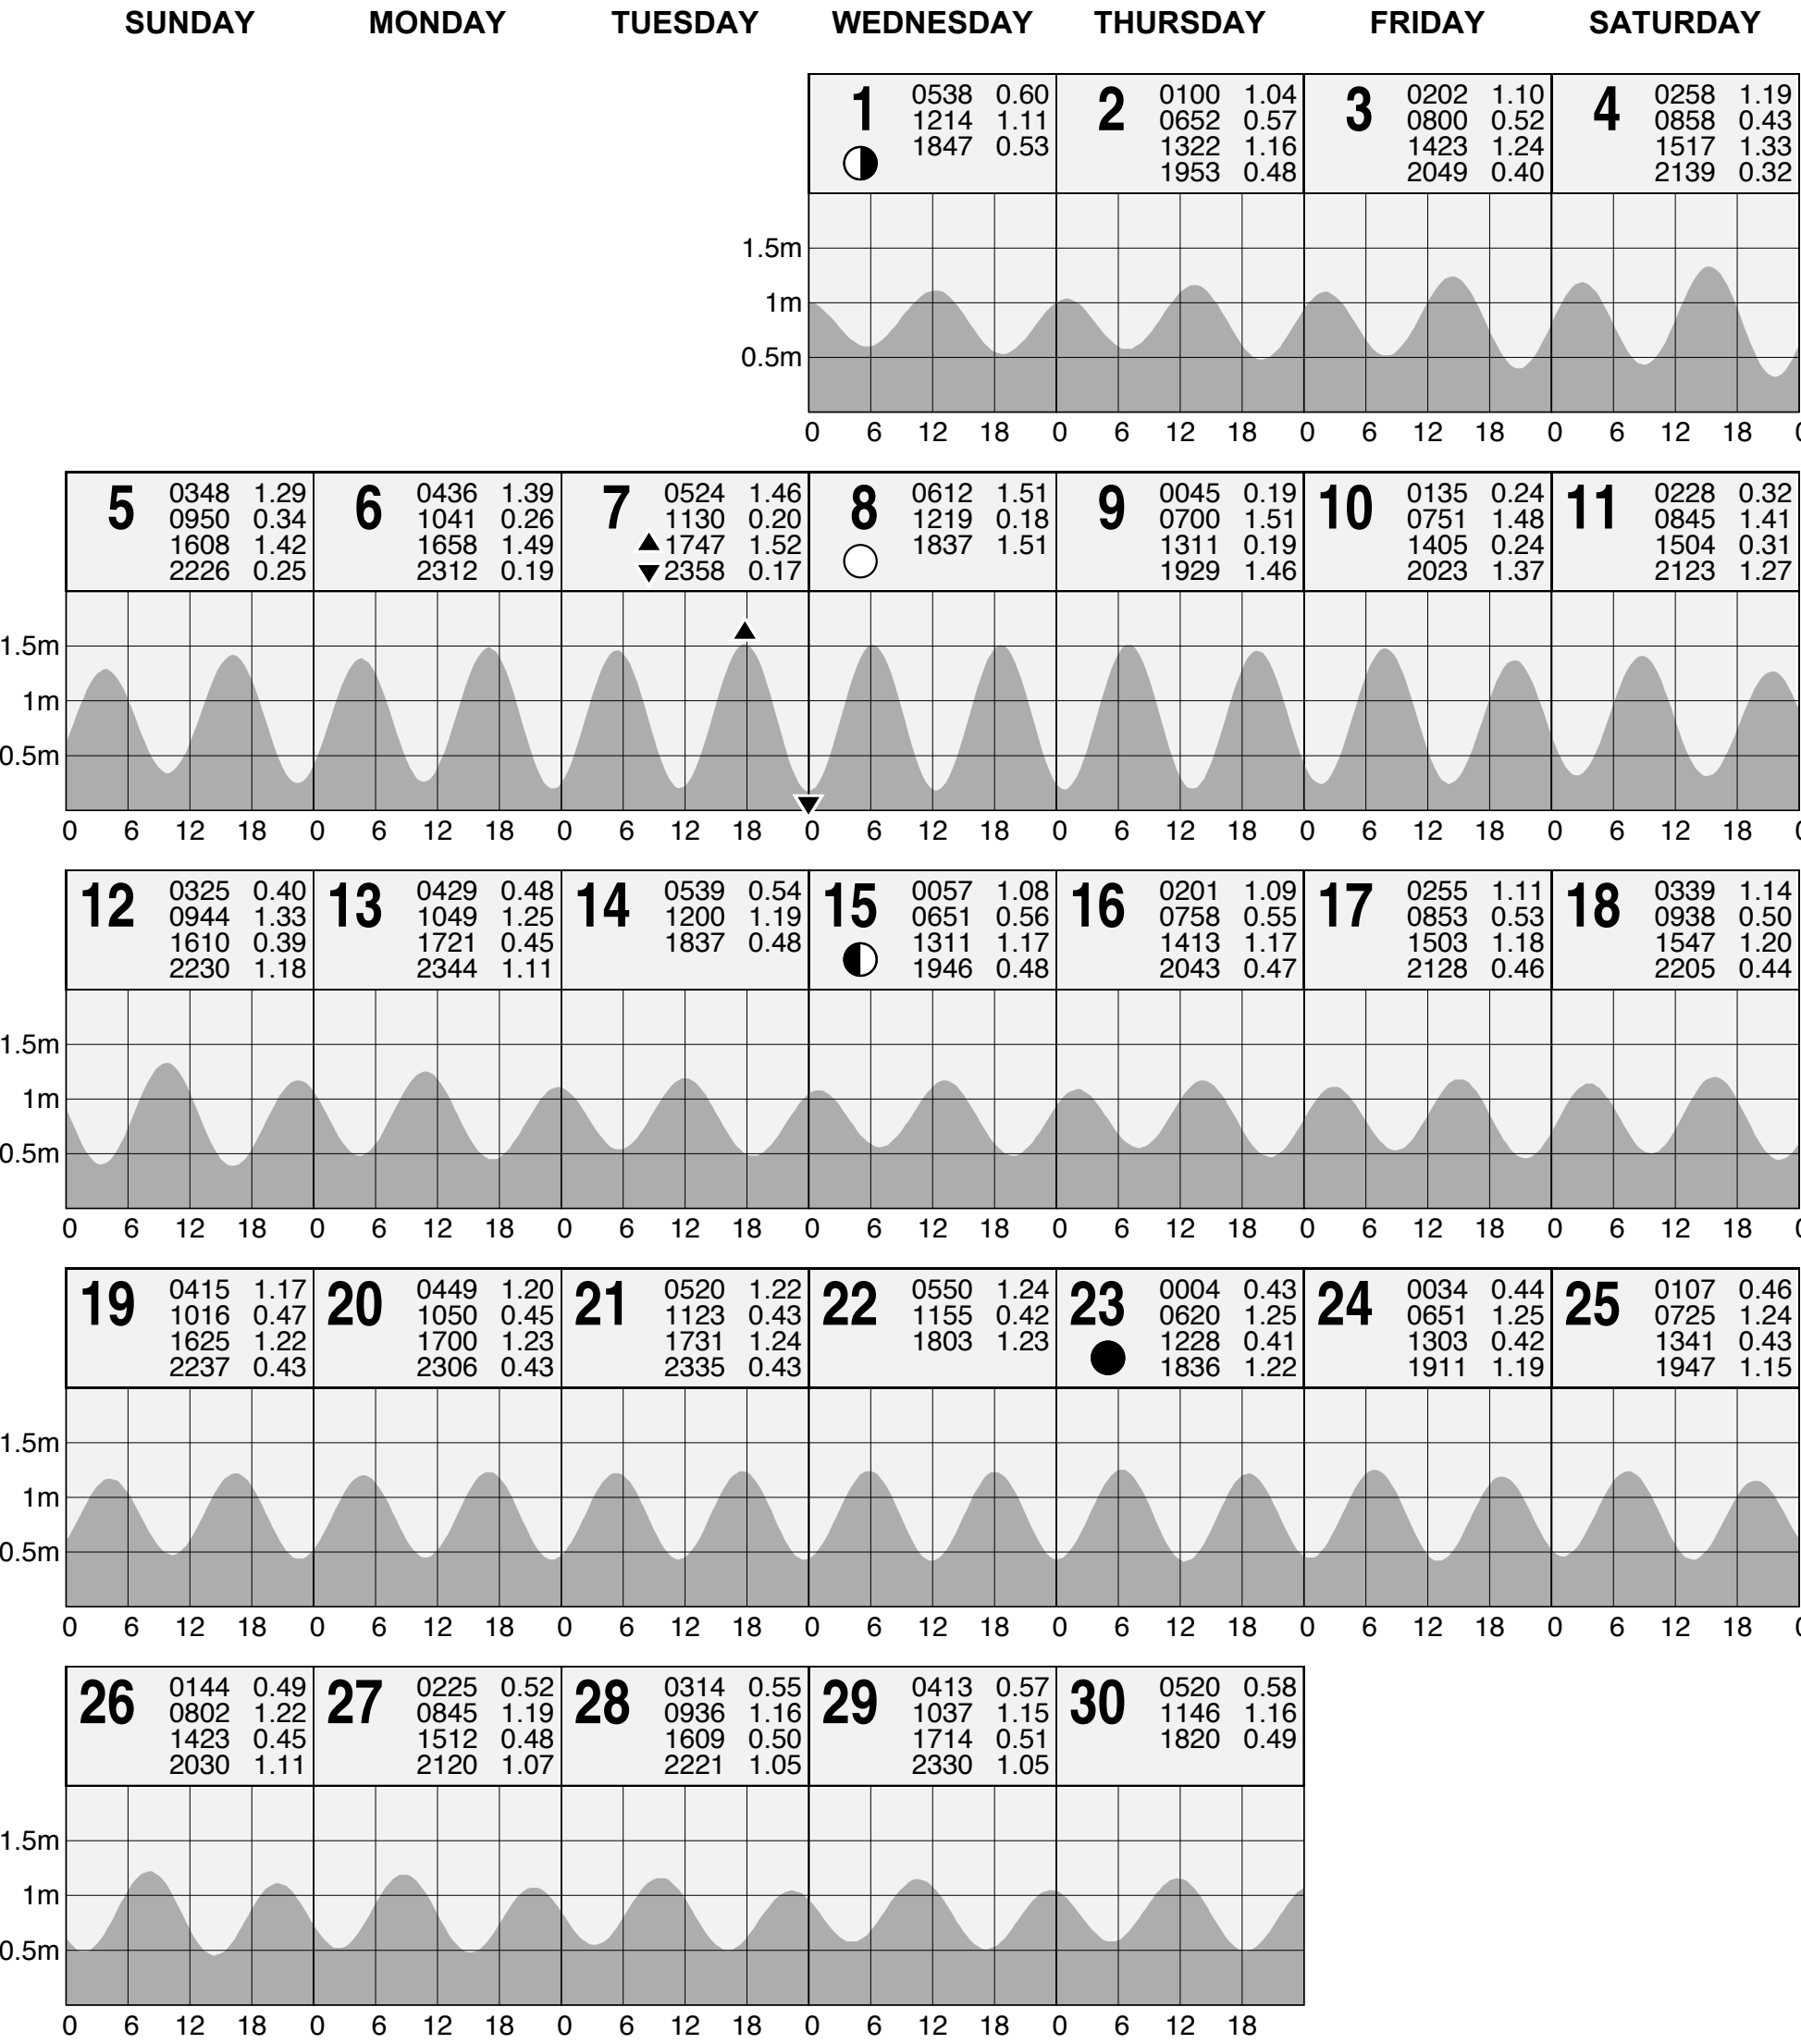 SUNDAY MONDAY TUESDAY WEDNESDAY THURSDAY FRIDAY SATURDAY
1 0538 0.60
1214 1.11
1847 0.53
2 0100 1.04
0652 0.57
1322 1.16
1953 0.48
3 0202 1.10
0800 0.52
1423 1.24
2049 0.40
4 0258 1.19
0858 0.43
1517 1.33
2139 0.32
1.5m
1m
0.5m
0 6 12 18 0 6 12 18 0 6 12 18 0 6 12 18 0
5 0348 1.29
0950 0.34
1608 1.42
2226 0.25
6 0436 1.39
1041 0.26
1658 1.49
2312 0.19
7 0524 1.46
1130 0.20
▲ 1747 1.52
▼ 2358 0.17
8 0612 1.51
1219 0.18
1837 1.51
9 0045 0.19
0700 1.51
1311 0.19
1929 1.46
10 0135 0.24
0751 1.48
1405 0.24
2023 1.37
11 0228 0.32
0845 1.41
1504 0.31
2123 1.27
1.5m
1m
0.5m
0 6 12 18 0 6 12 18 0 6 12 18 0 6 12 18 0 6 12 18 0 6 12 18 0 6 12 18 0
12 0325 0.40
0944 1.33
1610 0.39
2230 1.18
13 0429 0.48
1049 1.25
1721 0.45
2344 1.11
14 0539 0.54
1200 1.19
1837 0.48
15 0057 1.08
0651 0.56
1311 1.17
1946 0.48
16 0201 1.09
0758 0.55
1413 1.17
2043 0.47
17 0255 1.11
0853 0.53
1503 1.18
2128 0.46
18 0339 1.14
0938 0.50
1547 1.20
2205 0.44
1.5m
1m
0.5m
0 6 12 18 0 6 12 18 0 6 12 18 0 6 12 18 0 6 12 18 0 6 12 18 0 6 12 18 0
19 0415 1.17
1016 0.47
1625 1.22
2237 0.43
20 0449 1.20
1050 0.45
1700 1.23
2306 0.43
21 0520 1.22
1123 0.43
1731 1.24
2335 0.43
22 0550 1.24
1155 0.42
1803 1.23
23 0004 0.43
0620 1.25
1228 0.41
1836 1.22
24 0034 0.44
0651 1.25
1303 0.42
1911 1.19
25 0107 0.46
0725 1.24
1341 0.43
1947 1.15
1.5m
1m
0.5m
0 6 12 18 0 6 12 18 0 6 12 18 0 6 12 18 0 6 12 18 0 6 12 18 0 6 12 18 0
26 0144 0.49
0802 1.22
1423 0.45
2030 1.11
27 0225 0.52
0845 1.19
1512 0.48
2120 1.07
28 0314 0.55
0936 1.16
1609 0.50
2221 1.05
29 0413 0.57
1037 1.15
1714 0.51
2330 1.05
30 0520 0.58
1146 1.16
1820 0.49
1.5m
1m
0.5m
0 6 12 18 0 6 12 18 0 6 12 18 0 6 12 18 0 6 12 18